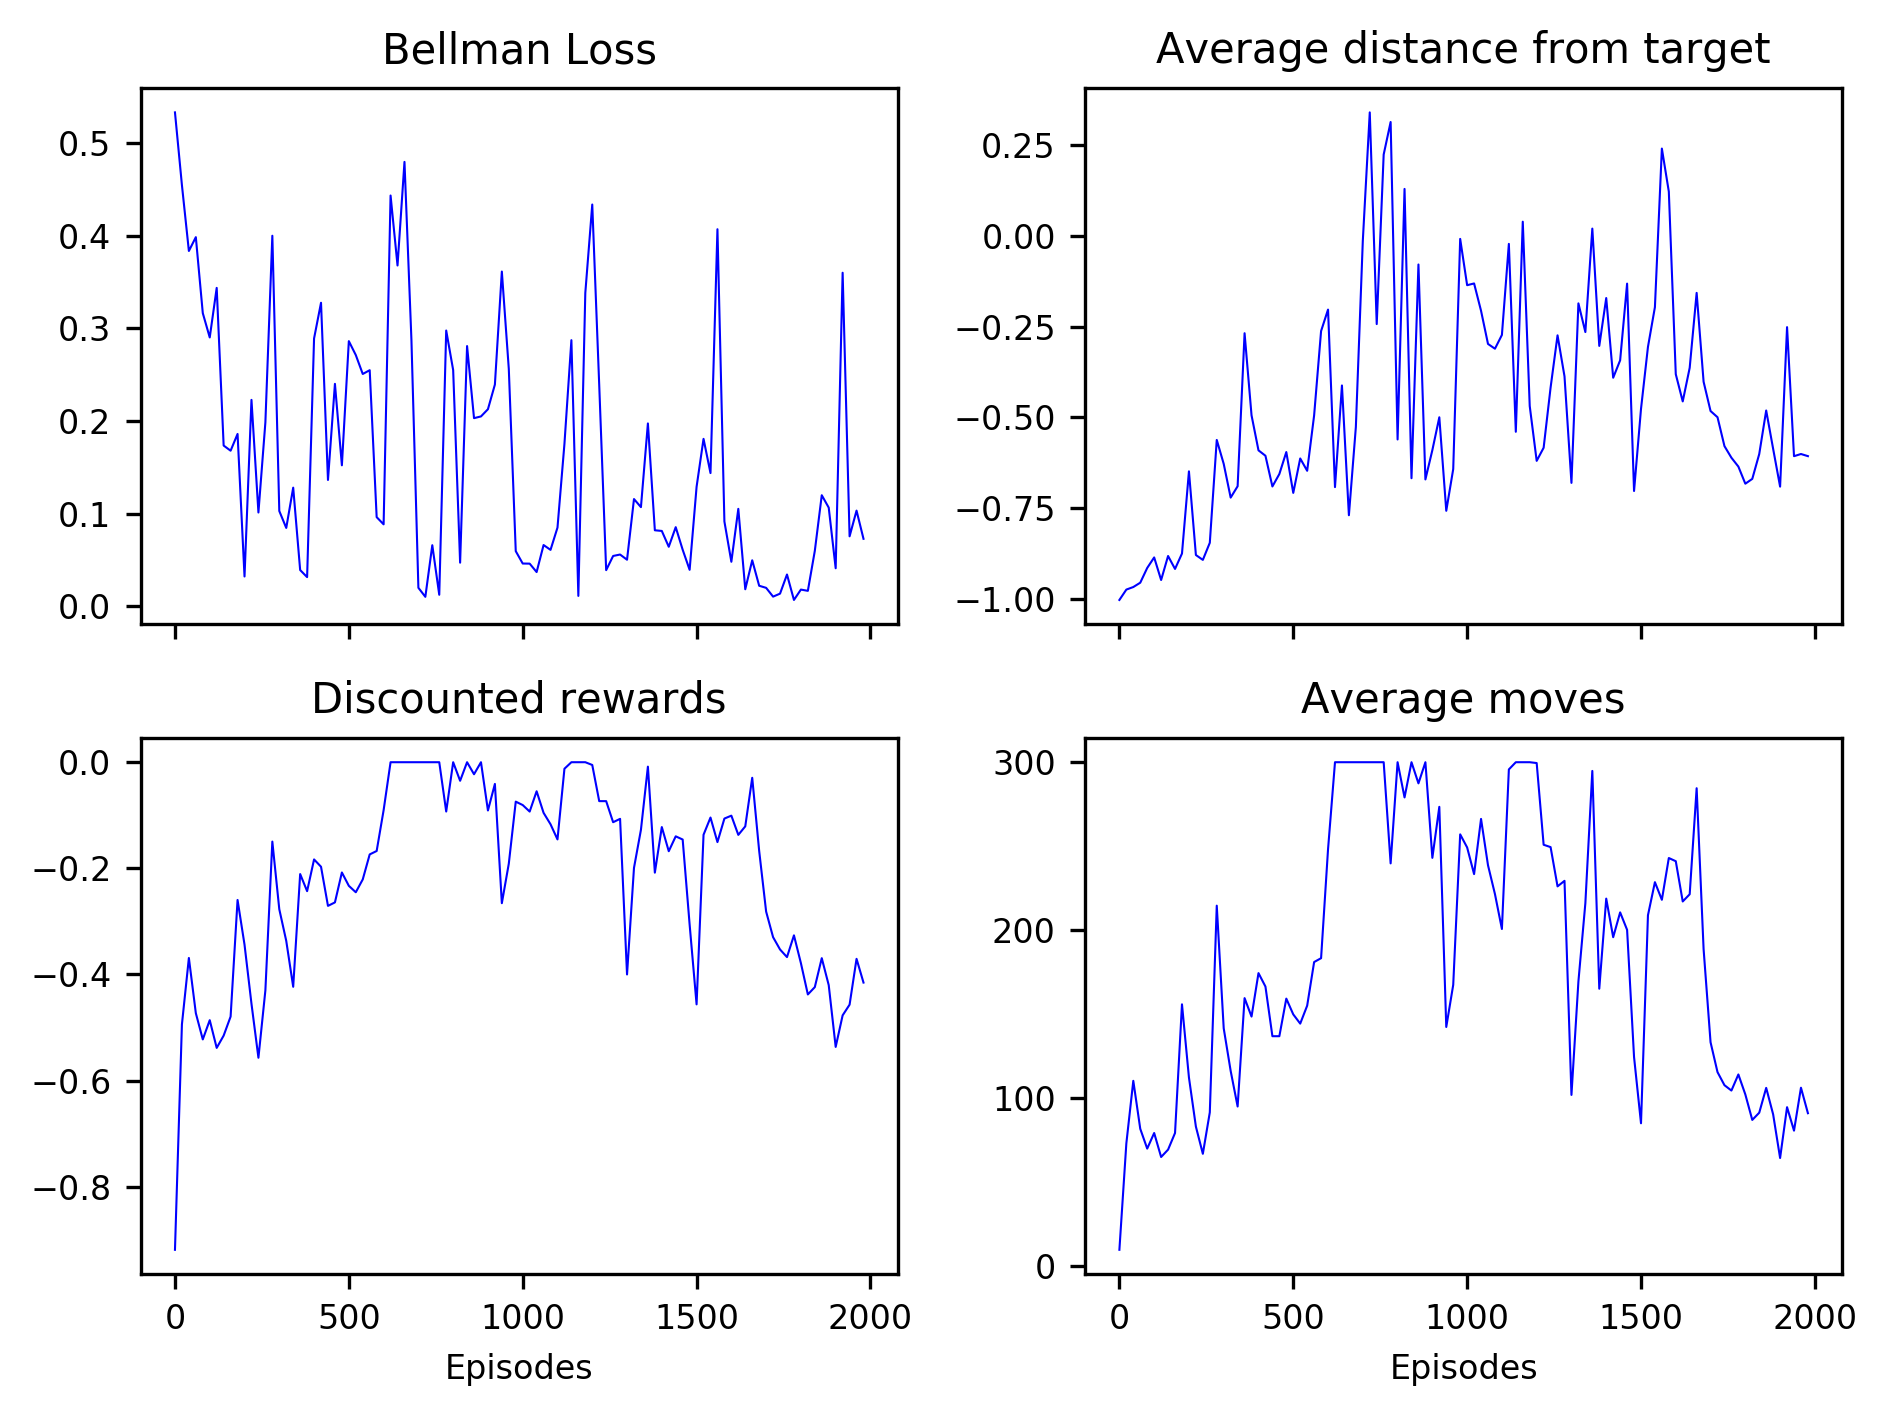 Bellman Loss
0.5
0.4
0.3
0.2
0.1
0.0
Average distance from target
0.25
0.00
−0.25
−0.50
−0.75
−1.00
Discounted rewards
0.0
−0.2
−0.4
−0.6
−0.8
0 500 1000 1500 2000
Episodes
Average moves
300
200
100
0
0 500 1000 1500 2000
Episodes